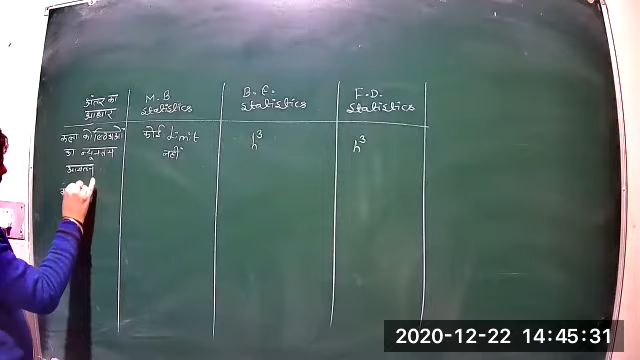 अंतर का
आधार
M.B
Statistics
B.E.
Statistics
F.D.
Statistics
कला कोष्ठिकाओं
का न्यूनतम
आयतन
कोई limit
नहीं
h³
h³
2020-12-22 14:45:31